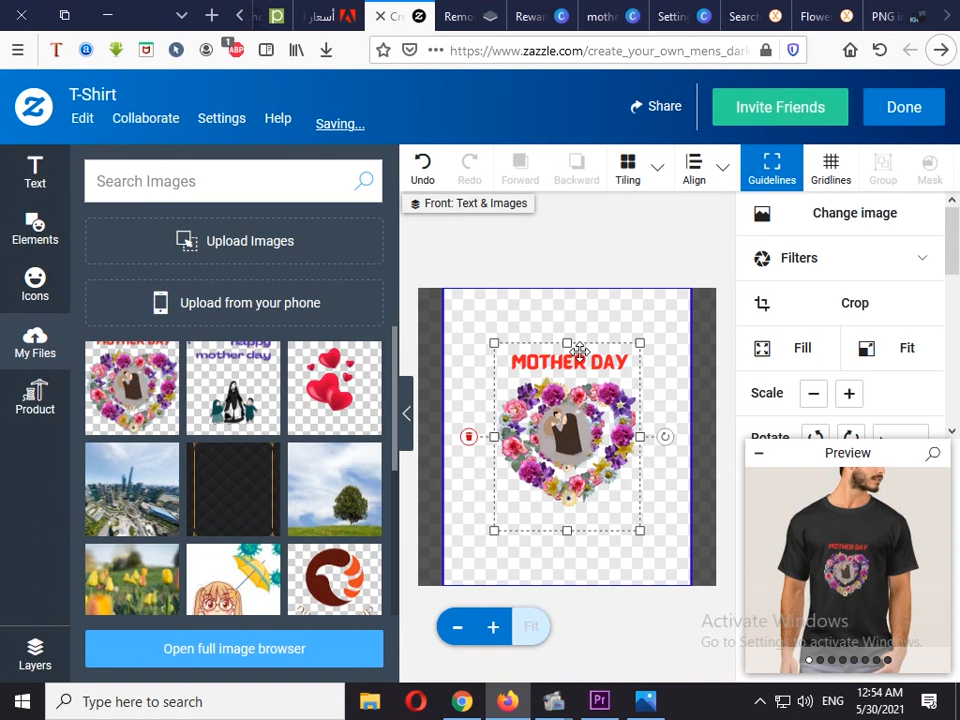 أسعار
Cr
Remo
Rewar
mothe
Settin
Search
Flowe
PNG i
1
ABP
https://www.zazzle.com/create_your_own_mens_dark
T-Shirt
Edit
Collaborate
Settings
Help
Saving...
Share
Invite Friends
Done
Text
Elements
Icons
My Files
Product
Layers
Search Images
Upload Images
Upload from your phone
MOTHER DAY
Happy
mother day
Open full image browser
Undo
Redo
Forward
Backward
Tiling
Align
Guidelines
Gridlines
Group
Mask
Front: Text & Images
MOTHER DAY
Fit
Change image
Filters
Crop
Fill
Fit
Scale
Rotate
Preview
MOTHER DAY
Activate Windows
Go to Settings to activate Windows.
Type here to search
Pr
ENG
12:54 AM
5/30/2021